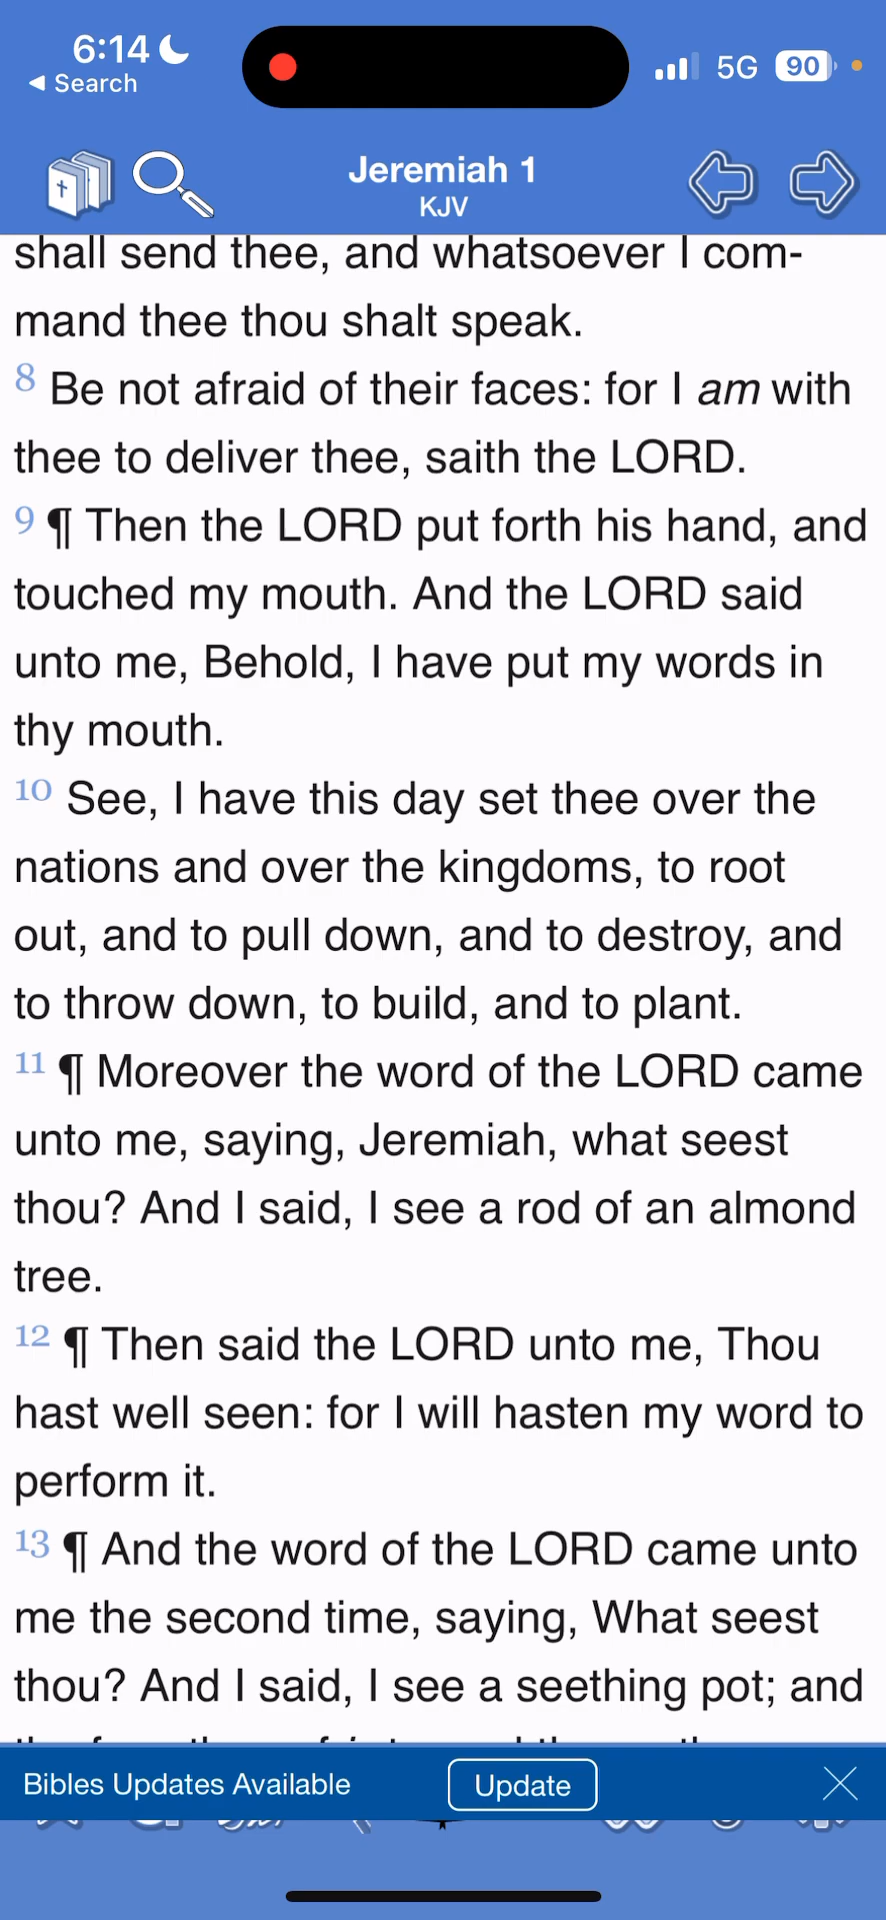 6:14
Search
5G
90
Jeremiah 1
KJV
shall send thee, and whatsoever I com-
mand thee thou shalt speak.
8 Be not afraid of their faces: for I am with
thee to deliver thee, saith the LORD.
9 ¶ Then the LORD put forth his hand, and
touched my mouth. And the LORD said
unto me, Behold, I have put my words in
thy mouth.
10 See, I have this day set thee over the
nations and over the kingdoms, to root
out, and to pull down, and to destroy, and
to throw down, to build, and to plant.
11 ¶ Moreover the word of the LORD came
unto me, saying, Jeremiah, what seest
thou? And I said, I see a rod of an almond
tree.
12 ¶ Then said the LORD unto me, Thou
hast well seen: for I will hasten my word to
perform it.
13 ¶ And the word of the LORD came unto
me the second time, saying, What seest
thou? And I said, I see a seething pot; and
Bibles Updates Available
Update